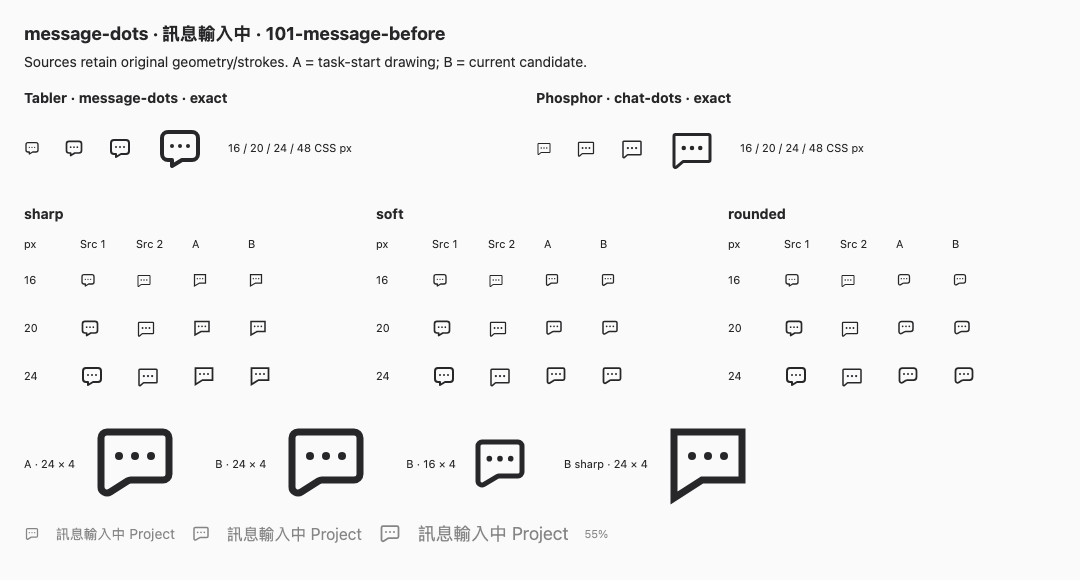 message-dots · 訊息輸入中 · 101-message-before
Sources retain original geometry/strokes. A = task-start drawing; B = current candidate.
Tabler · message-dots · exact
16 / 20 / 24 / 48 CSS px
Phosphor · chat-dots · exact
16 / 20 / 24 / 48 CSS px
sharp
px Src 1 Src 2 A B
16
20
24
soft
px Src 1 Src 2 A B
16
20
24
rounded
px Src 1 Src 2 A B
16
20
24
A · 24 × 4
B · 24 × 4
B · 16 × 4
B sharp · 24 × 4
訊息輸入中 Project 訊息輸入中 Project 訊息輸入中 Project 55%